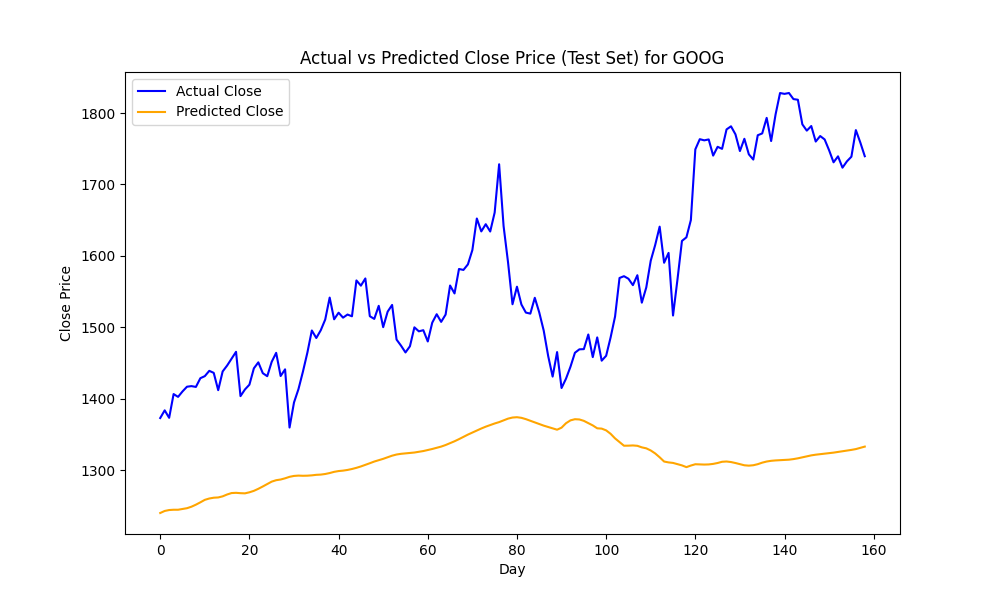 Actual vs Predicted Close Price (Test Set) for GOOG
Actual Close
Predicted Close
1800
1700
1600
1500
1400
1300
Close Price
0 20 40 60 80 100 120 140 160
Day